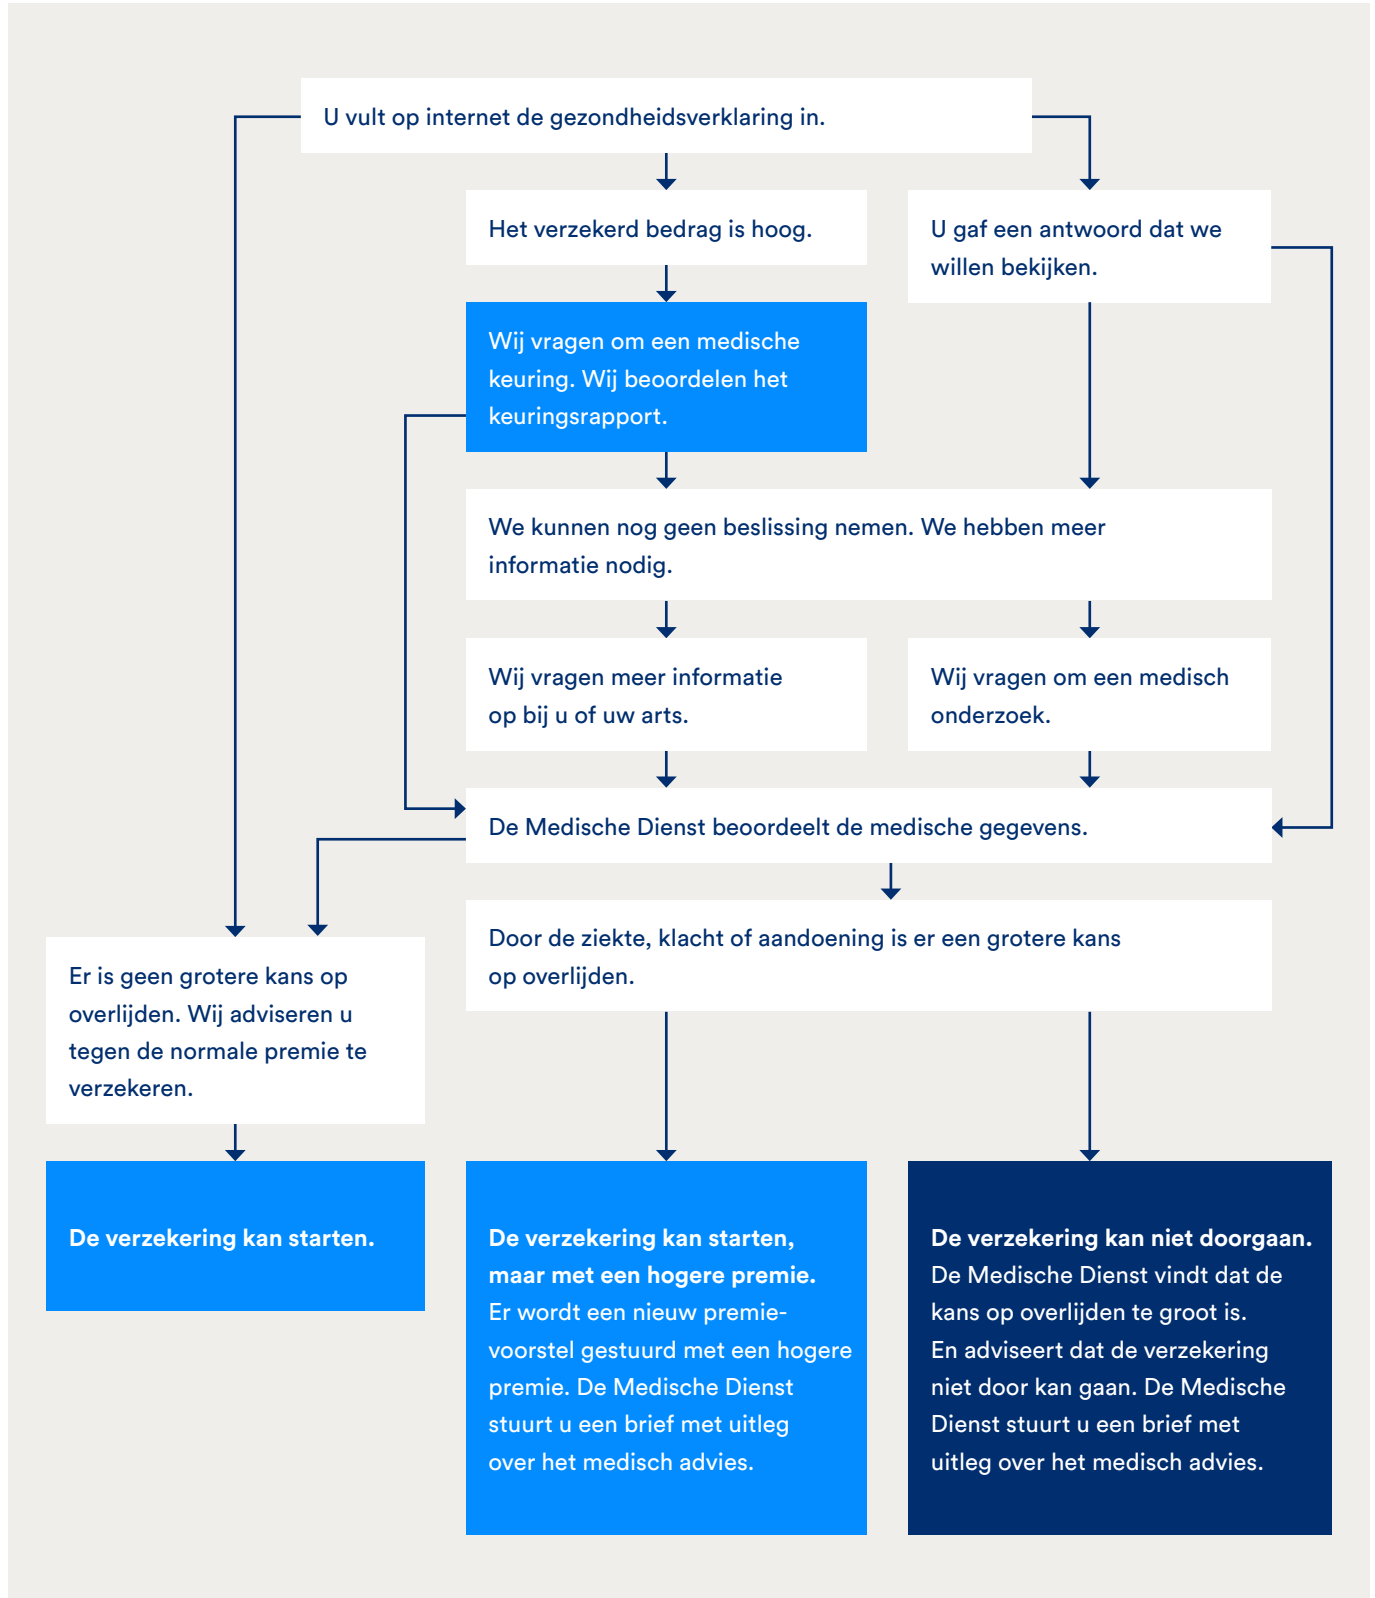 U vult op internet de gezondheidsverklaring in.
Het verzekerd bedrag is hoog.
U gaf een antwoord dat we
willen bekijken.
Wij vragen om een medische
keuring. Wij beoordelen het
keuringsrapport.
We kunnen nog geen beslissing nemen. We hebben meer
informatie nodig.
Wij vragen meer informatie
op bij u of uw arts.
Wij vragen om een medisch
onderzoek.
De Medische Dienst beoordeelt de medische gegevens.
Door de ziekte, klacht of aandoening is er een grotere kans
op overlijden.
Er is geen grotere kans op
overlijden. Wij adviseren u
tegen de normale premie te
verzekeren.
De verzekering kan starten.
De verzekering kan starten,
maar met een hogere premie.
Er wordt een nieuw premie-
voorstel gestuurd met een hogere
premie. De Medische Dienst
stuurt u een brief met uitleg
over het medisch advies.
De verzekering kan niet doorgaan.
De Medische Dienst vindt dat de
kans op overlijden te groot is.
En adviseert dat de verzekering
niet door kan gaan. De Medische
Dienst stuurt u een brief met
uitleg over het medisch advies.